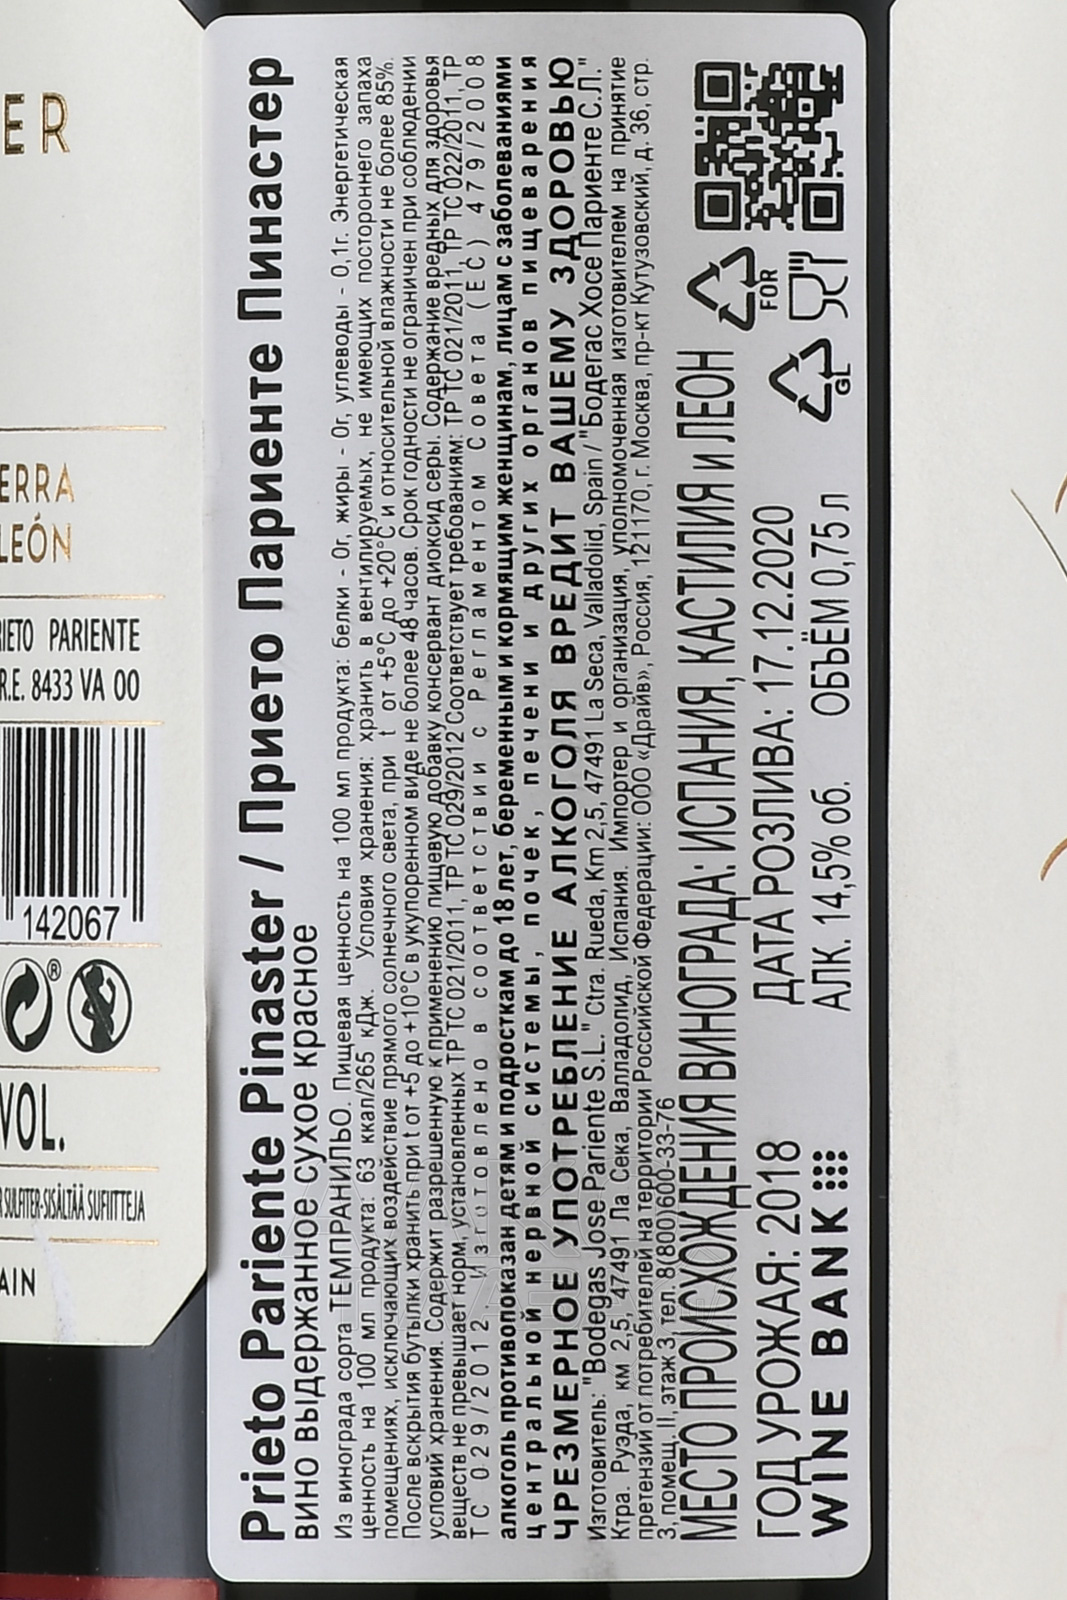 ER
ERRA
LEÓN
RIETO PARIENTE
R.E. 8433 VA 00
142067
®
VOL.
SULFITER-SISÄLTÄÄ SUFIITTEJA
AIN
Prieto Pariente Pinaster / Прието Париенте Пинастер
вино выдержанное сухое красное
Из винограда сорта ТЕМПРАНИЛЬО. Пищевая ценность на 100 мл продукта: белки - 0г, жиры - 0г, углеводы - 0,1г. Энергетическая
ценность на 100 мл продукта: 63 ккал/265 кДж. Условия хранения: хранить в вентилируемых, не имеющих постороннего запаха
помещениях, исключающих воздействие прямого солнечного света, при t от +5°C до +20°C и относительной влажности не более 85%.
После вскрытия бутылки хранить при t от +5 до +10°C в укупоренном виде не более 48 часов. Срок годности не ограничен при соблюдении
условий хранения. Содержит разрешенную к применению пищевую добавку консервант диоксид серы. Содержание вредных для здоровья
веществ не превышает норм, установленных ТР ТС 021/2011, ТР ТС 029/2012 Соответствует требованиям: ТР ТС 021/2011, ТР ТС 022/2011, ТР
ТС 029/2012. Изготовлено в соответствии с Регламентом Совета (ЕС) 479/2008
алкоголь противопоказан детям и подросткам до 18 лет, беременным и кормящим женщинам, лицам с заболеваниями
центральной нервной системы, почек, печени и других органов пищеварения
ЧРЕЗМЕРНОЕ УПОТРЕБЛЕНИЕ АЛКОГОЛЯ ВРЕДИТ ВАШЕМУ ЗДОРОВЬЮ
Изготовитель: "Bodegas Jose Pariente S.L." Ctra. Rueda, Km 2,5, 47491 La Seca, Valladolid, Spain / "Бодегас Хосе Париенте С.Л."
Ктра. Руэда, км 2,5, 47491 Ла Сека, Валладолид, Испания. Импортер и организация, уполномоченная изготовителем на принятие
претензий от потребителей на территории Российской Федерации: ООО «Драйв», Россия, 121170, г. Москва, пр-кт Кутузовский, д. 36, стр.
3, помещ. III, этаж 3 тел. 8(800)600-33-76
МЕСТО ПРОИСХОЖДЕНИЯ ВИНОГРАДА: ИСПАНИЯ, КАСТИЛИЯ и ЛЕОН
ГОД УРОЖАЯ: 2018 ДАТА РОЗЛИВА: 17.12.2020
WINE BANK АЛК. 14,5% об. ОБЪЁМ 0,75 л
FOR
GL